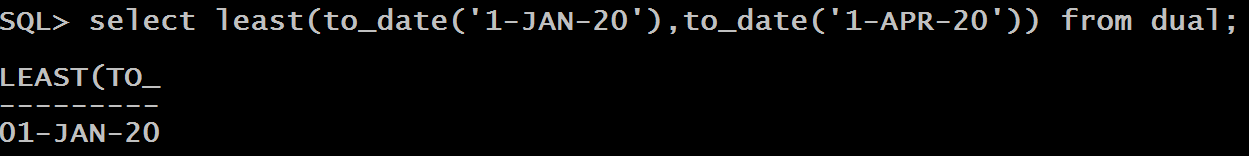 SQL> select least(to_date('1-JAN-20'),to_date('1-APR-20')) from dual;
LEAST(TO_
---------
01-JAN-20